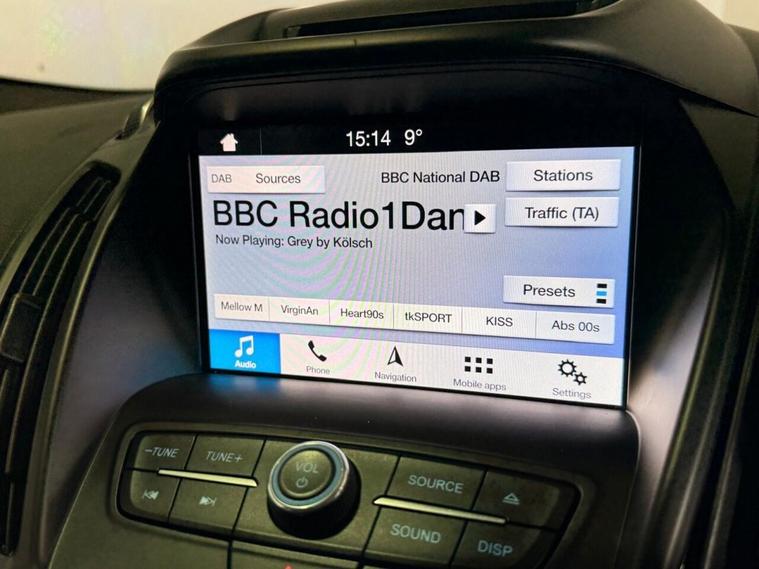 15:14 9°
DAB Sources BBC National DAB Stations
BBC Radio1Dan
Traffic (TA)
Now Playing: Grey by Kölsch
Presets
Mellow M VirginAn Heart90s tkSPORT KISS Abs 00s
Audio Phone Navigation Mobile apps Settings
-TUNE TUNE+ VOL SOURCE
SOUND DISP